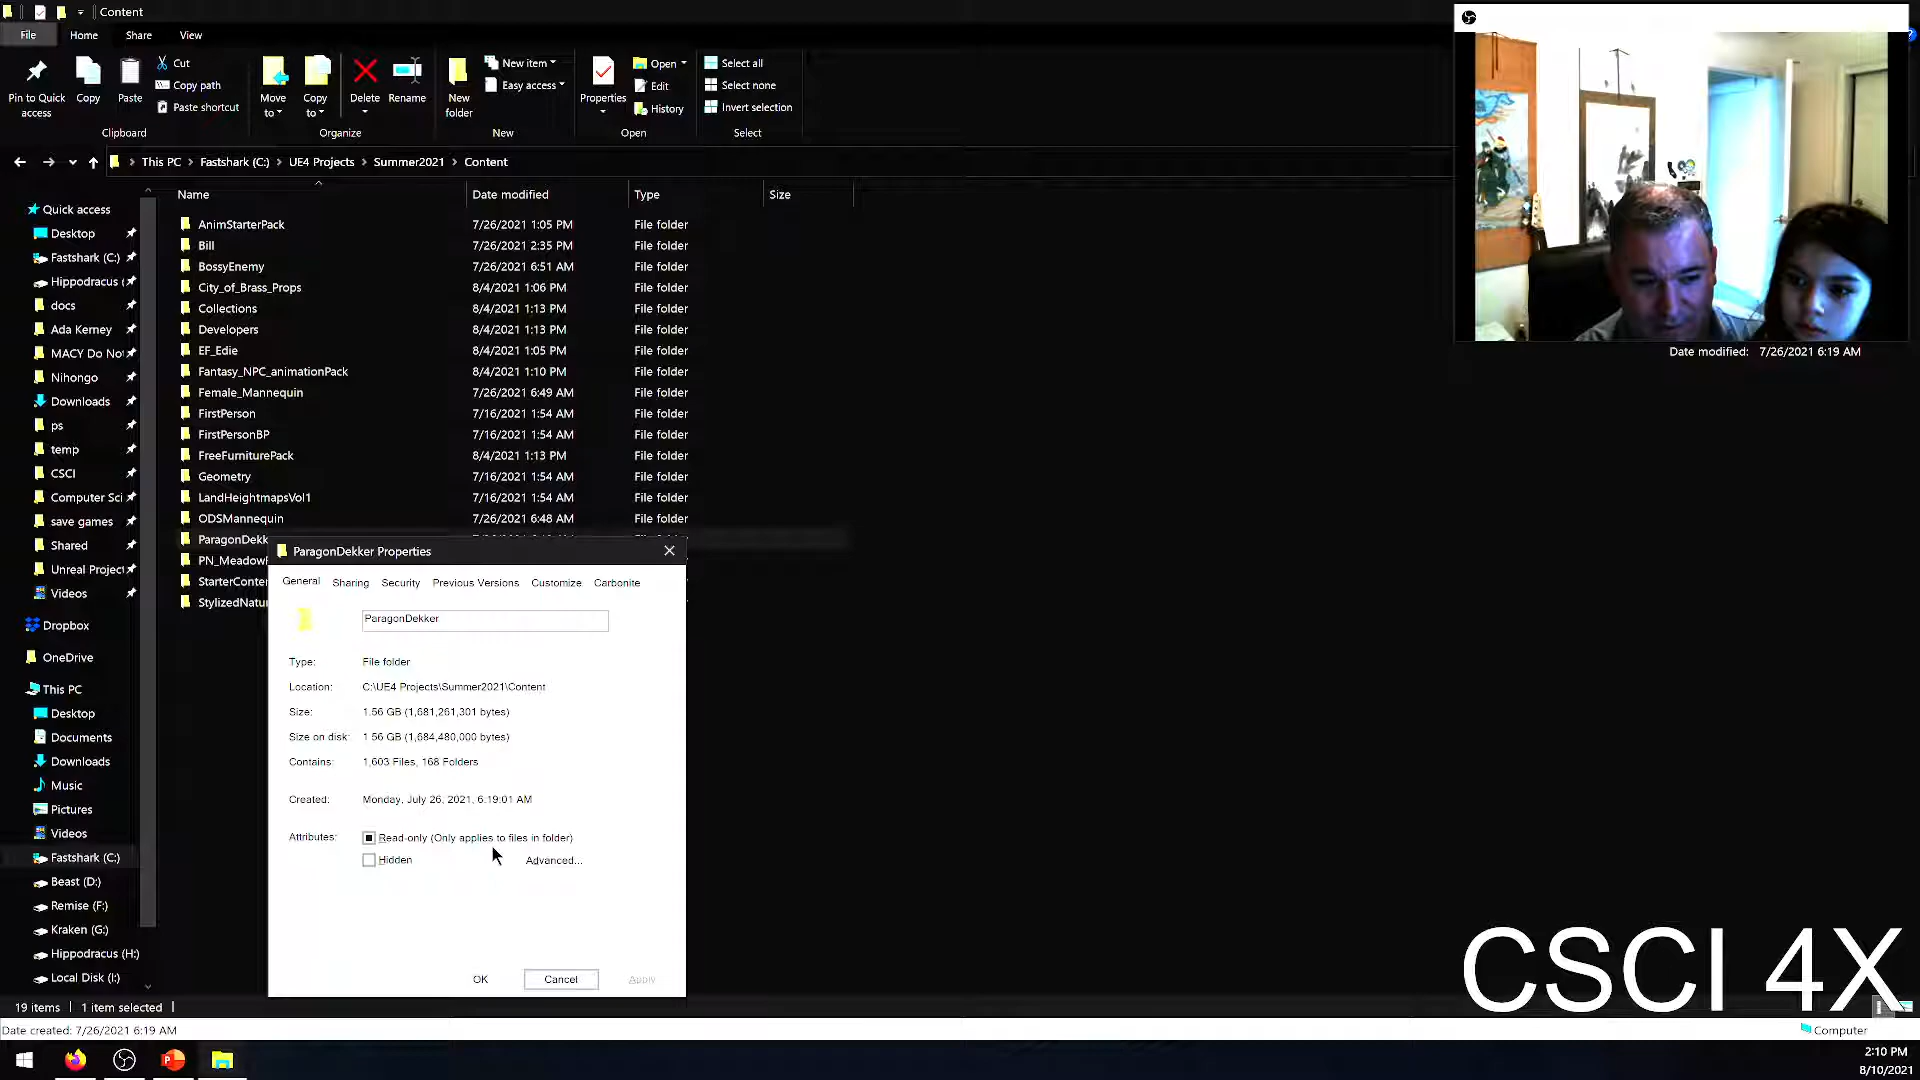 Content
File Home Share View
Pin to Quick access
Copy
Paste
Cut
Copy path
Paste shortcut
Clipboard
Move to
Copy to
Delete
Rename
Organize
New folder
New item
Easy access
New
Properties
Open
Edit
History
Open
Select all
Select none
Invert selection
Select
This PC > Fastshark (C:) > UE4 Projects > Summer2021 > Content
Name Date modified Type Size
Quick access
Desktop
Fastshark (C:)
Hippodracus (
docs
Ada Kerney
MACY Do No
Nihongo
Downloads
ps
temp
CSCI
Computer Sci
save games
Shared
Unreal Project
Videos
Dropbox
OneDrive
This PC
Desktop
Documents
Downloads
Music
Pictures
Videos
Fastshark (C:)
Beast (D:)
Remise (F:)
Kraken (G:)
Hippodracus (H:)
Local Disk (I:)
AnimStarterPack 7/26/2021 1:05 PM File folder
Bill 7/26/2021 2:35 PM File folder
BossyEnemy 7/26/2021 6:51 AM File folder
City_of_Brass_Props 8/4/2021 1:06 PM File folder
Collections 8/4/2021 1:13 PM File folder
Developers 8/4/2021 1:13 PM File folder
EF_Edie 8/4/2021 1:05 PM File folder
Fantasy_NPC_animationPack 8/4/2021 1:10 PM File folder
Female_Mannequin 7/26/2021 6:49 AM File folder
FirstPerson 7/16/2021 1:54 AM File folder
FirstPersonBP 7/16/2021 1:54 AM File folder
FreeFurniturePack 8/4/2021 1:13 PM File folder
Geometry 7/16/2021 1:54 AM File folder
LandHeightmapsVol1 7/16/2021 1:54 AM File folder
ODSMannequin 7/26/2021 6:48 AM File folder
ParagonDekk
PN_Meadow
StarterConte
StylizedNatu
ParagonDekker Properties
General Sharing Security Previous Versions Customize Carbonite
ParagonDekker
Type: File folder
Location: C:\UE4 Projects\Summer2021\Content
Size: 1.56 GB (1,681,261,301 bytes)
Size on disk: 1.56 GB (1,684,480,000 bytes)
Contains: 1,603 Files, 168 Folders
Created: Monday, July 26, 2021, 6:19:01 AM
Attributes: Read-only (Only applies to files in folder)
Hidden Advanced...
OK Cancel Apply
Date modified: 7/26/2021 6:19 AM
CSCI 4X
19 items 1 item selected
Date created: 7/26/2021 6:19 AM
Computer
2:10 PM
8/10/2021